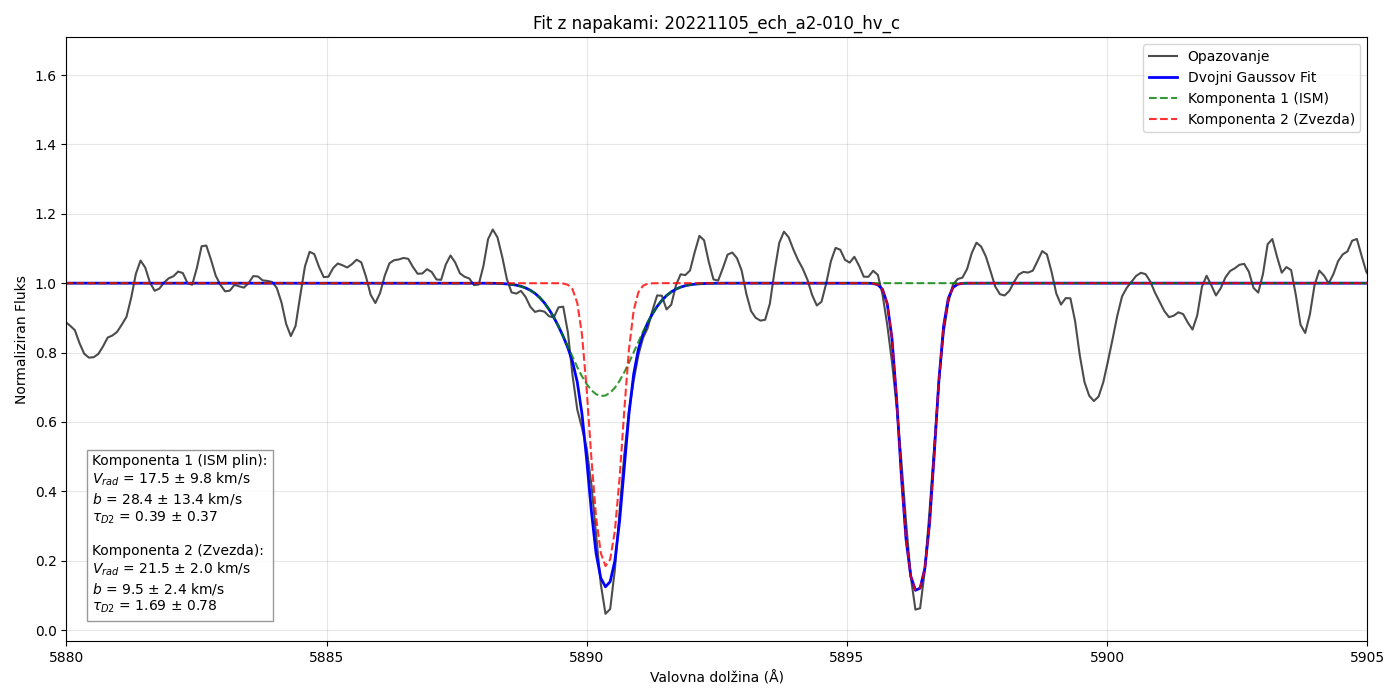 Fit z napakami: 20221105_ech_a2-010_hv_c
Normaliziran Fluks
1.6
1.4
1.2
1.0
0.8
0.6
0.4
0.2
0.0
Opazovanje
Dvojni Gaussov Fit
Komponenta 1 (ISM)
Komponenta 2 (Zvezda)
Komponenta 1 (ISM plin):
V_rad = 17.5 ± 9.8 km/s
b = 28.4 ± 13.4 km/s
τ_D2 = 0.39 ± 0.37
Komponenta 2 (Zvezda):
V_rad = 21.5 ± 2.0 km/s
b = 9.5 ± 2.4 km/s
τ_D2 = 1.69 ± 0.78
5880 5885 5890 5895 5900 5905
Valovna dolžina (Å)